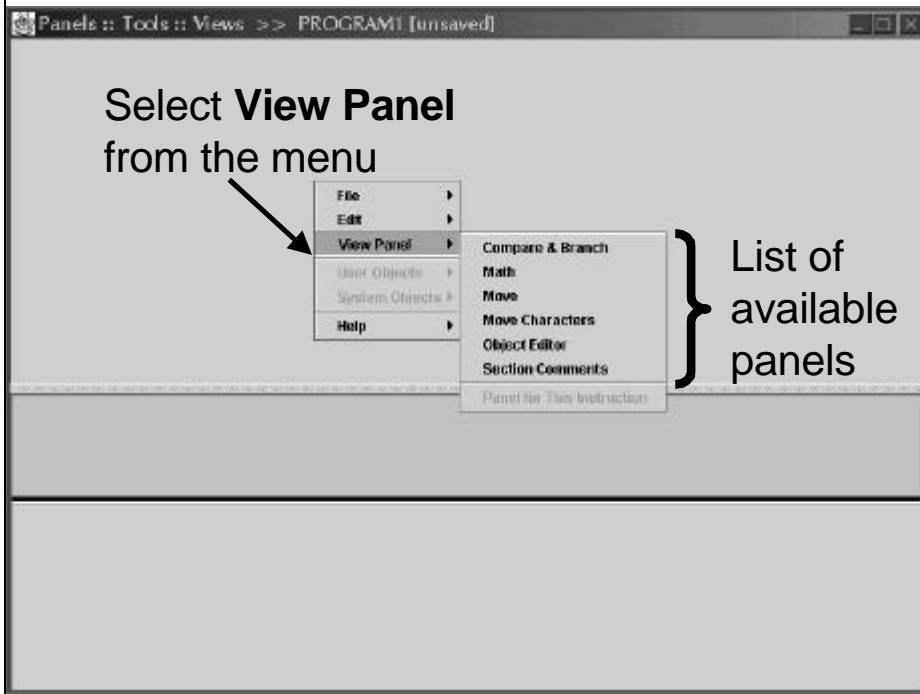 Panels :: Tools :: Views >> PROGRAM1 [unsaved]
Select View Panel
from the menu
File
Edit
View Panel
User Objects
System Objects
Help
Compare & Branch
Math
Move
Move Characters
Object Editor
Section Comments
Panel for This Instruction
List of
available
panels